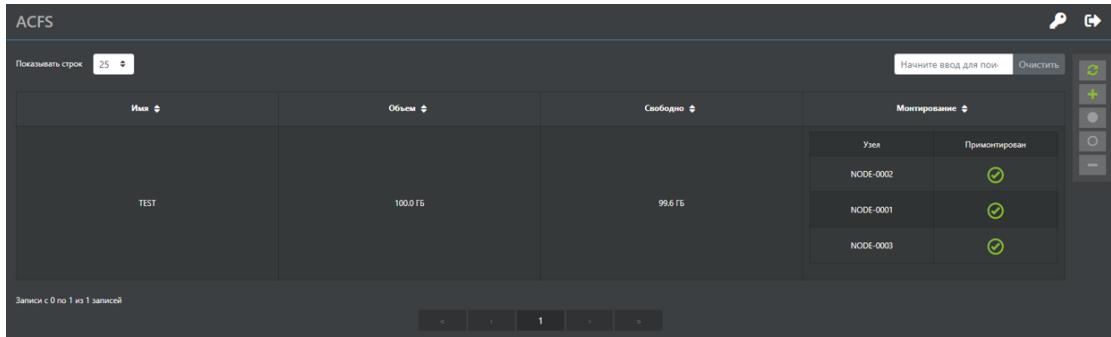 ACFS
Показывать строк 25 Начните ввод для пои- Очистить
Имя Объем Свободно Монтирование
Узел Примонтирован
NODE-0002
TEST 100.0 ГБ 99.6 ГБ NODE-0001
NODE-0003
Записи с 0 по 1 из 1 записей
« ‹ 1 › »